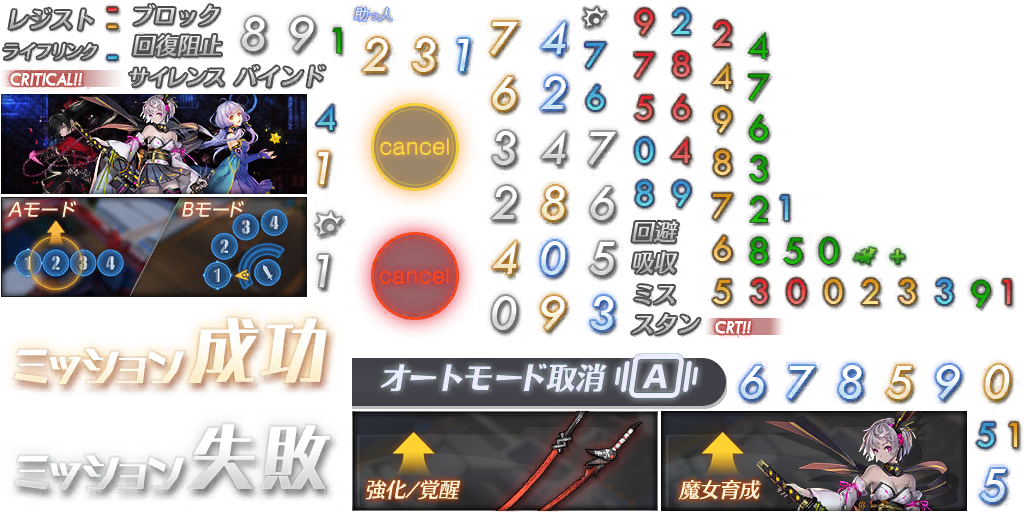 レジスト
ブロック
ライフリンク
回復阻止
CRITICAL!!
サイレンス
バインド
8 9 1
助っ人
2 3 1
7 4
7
6 2 6
cancel
3 4 7
2 8 6
cancel
4 0 5
0 9 3
9 2 2 4
7 8 4 7
5 6 9 6
0 4 8 3
8 9 7 2 1
回避
吸収
6 8 5 0 +
ミス
5 3 0 0 2 3 3 9 1
スタン
CRT!!
4
1
Aモード
Bモード
1 2 3 4
1 2 3 4
1
ミッション成功
ミッション失敗
オートモード取消 A
6 7 8 5 9 0
強化/覚醒
魔女育成
5 1
5